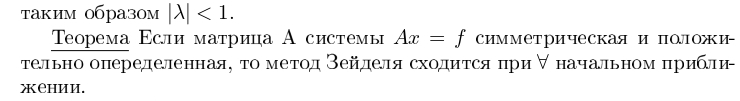 таким образом |λ| < 1.
Теорема Если матрица А системы Ax = f симметрическая и положи-
тельно опеределенная, то метод Зейделя сходится при ∀ начальном прибли-
жении.